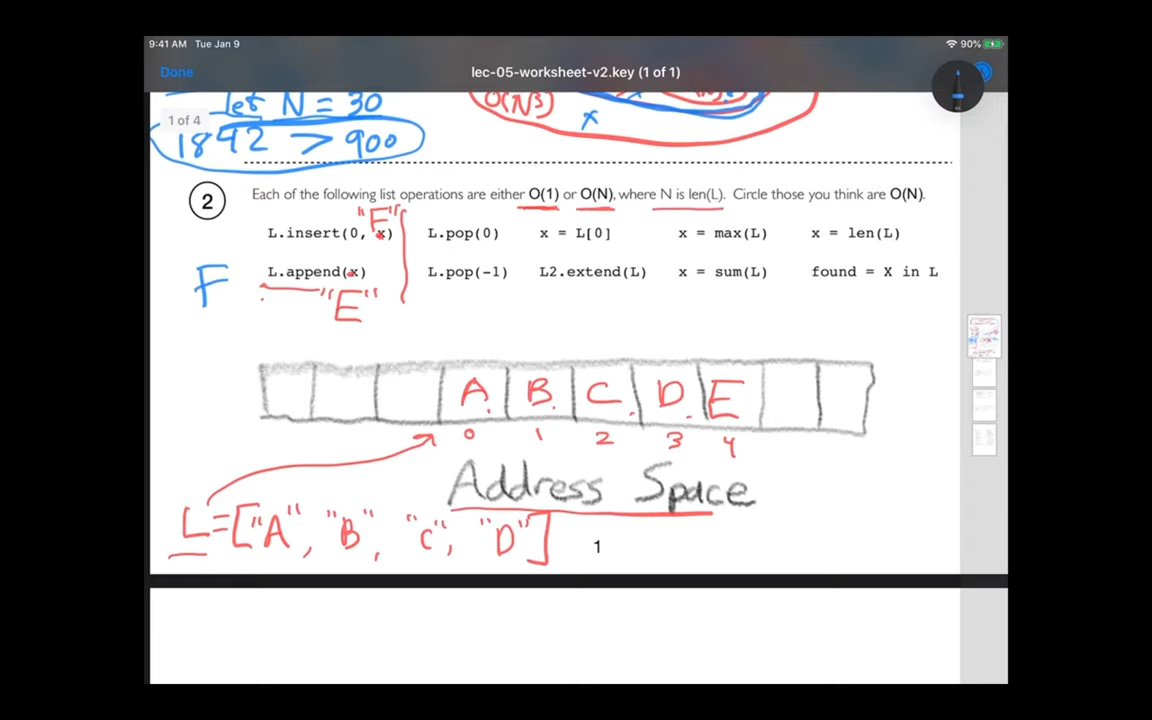 9:41 AM Tue Jan 9
90%
Done
lec-05-worksheet-v2.key (1 of 1)
let N = 30
O(N3)
1 of 4
1892 > 900
x
2
Each of the following list operations are either O(1) or O(N), where N is len(L). Circle those you think are O(N).
"E"
L.insert(0, x)
L.pop(0)
x = L[0]
x = max(L)
x = len(L)
F
L.append(x)
L.pop(-1)
L2.extend(L)
x = sum(L)
found = X in L
"E"
A B C D E
0 1 2 3 4
Address Space
L=["A", "B", "C", "D"]
1